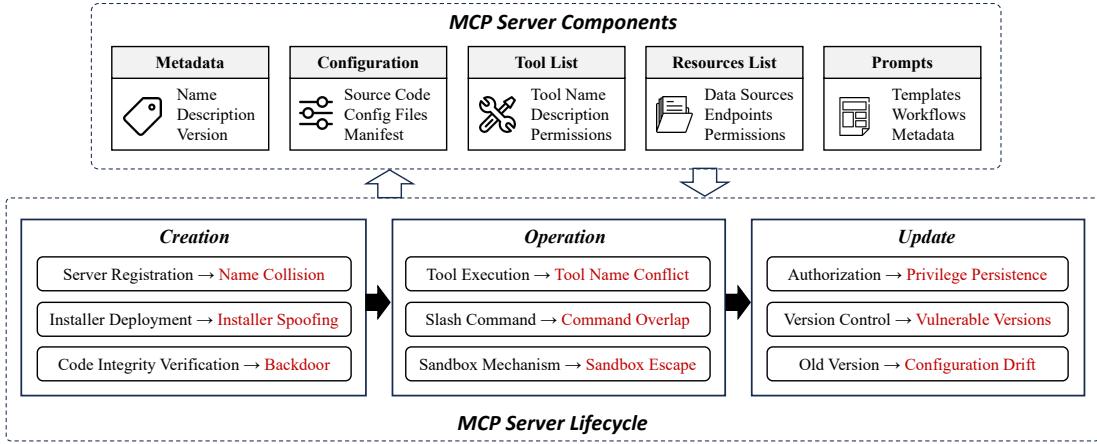 MCP Server Components
Metadata
Name
Description
Version
Configuration
Source Code
Config Files
Manifest
Tool List
Tool Name
Description
Permissions
Resources List
Data Sources
Endpoints
Permissions
Prompts
Templates
Workflows
Metadata
Creation
Server Registration → Name Collision
Installer Deployment → Installer Spoofing
Code Integrity Verification → Backdoor
Operation
Tool Execution → Tool Name Conflict
Slash Command → Command Overlap
Sandbox Mechanism → Sandbox Escape
Update
Authorization → Privilege Persistence
Version Control → Vulnerable Versions
Old Version → Configuration Drift
MCP Server Lifecycle